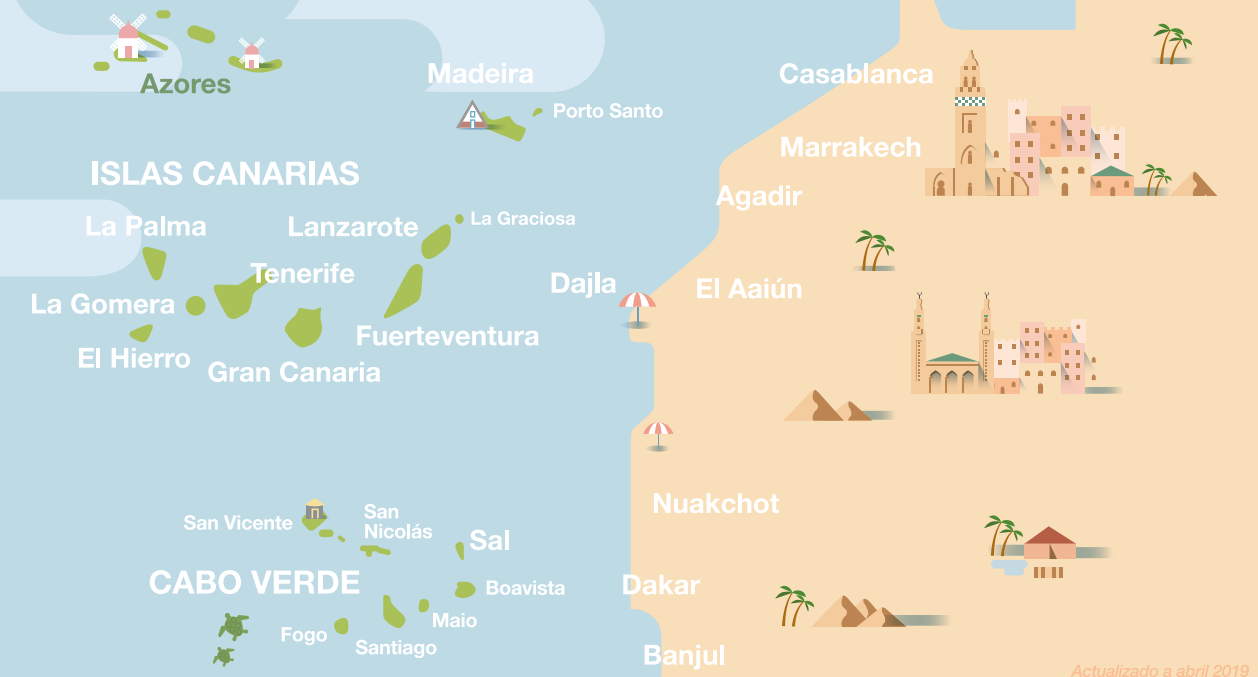 Azores
Madeira
Porto Santo
Casablanca
Marrakech
Agadir
ISLAS CANARIAS
La Palma
Lanzarote
La Graciosa
Tenerife
La Gomera
El Hierro
Gran Canaria
Fuerteventura
Dajla
El Aaiún
Nuakchot
San Vicente
San
Nicolás
Sal
CABO VERDE
Boavista
Dakar
Maio
Fogo
Santiago
Banjul
Actualizado a abril 2019